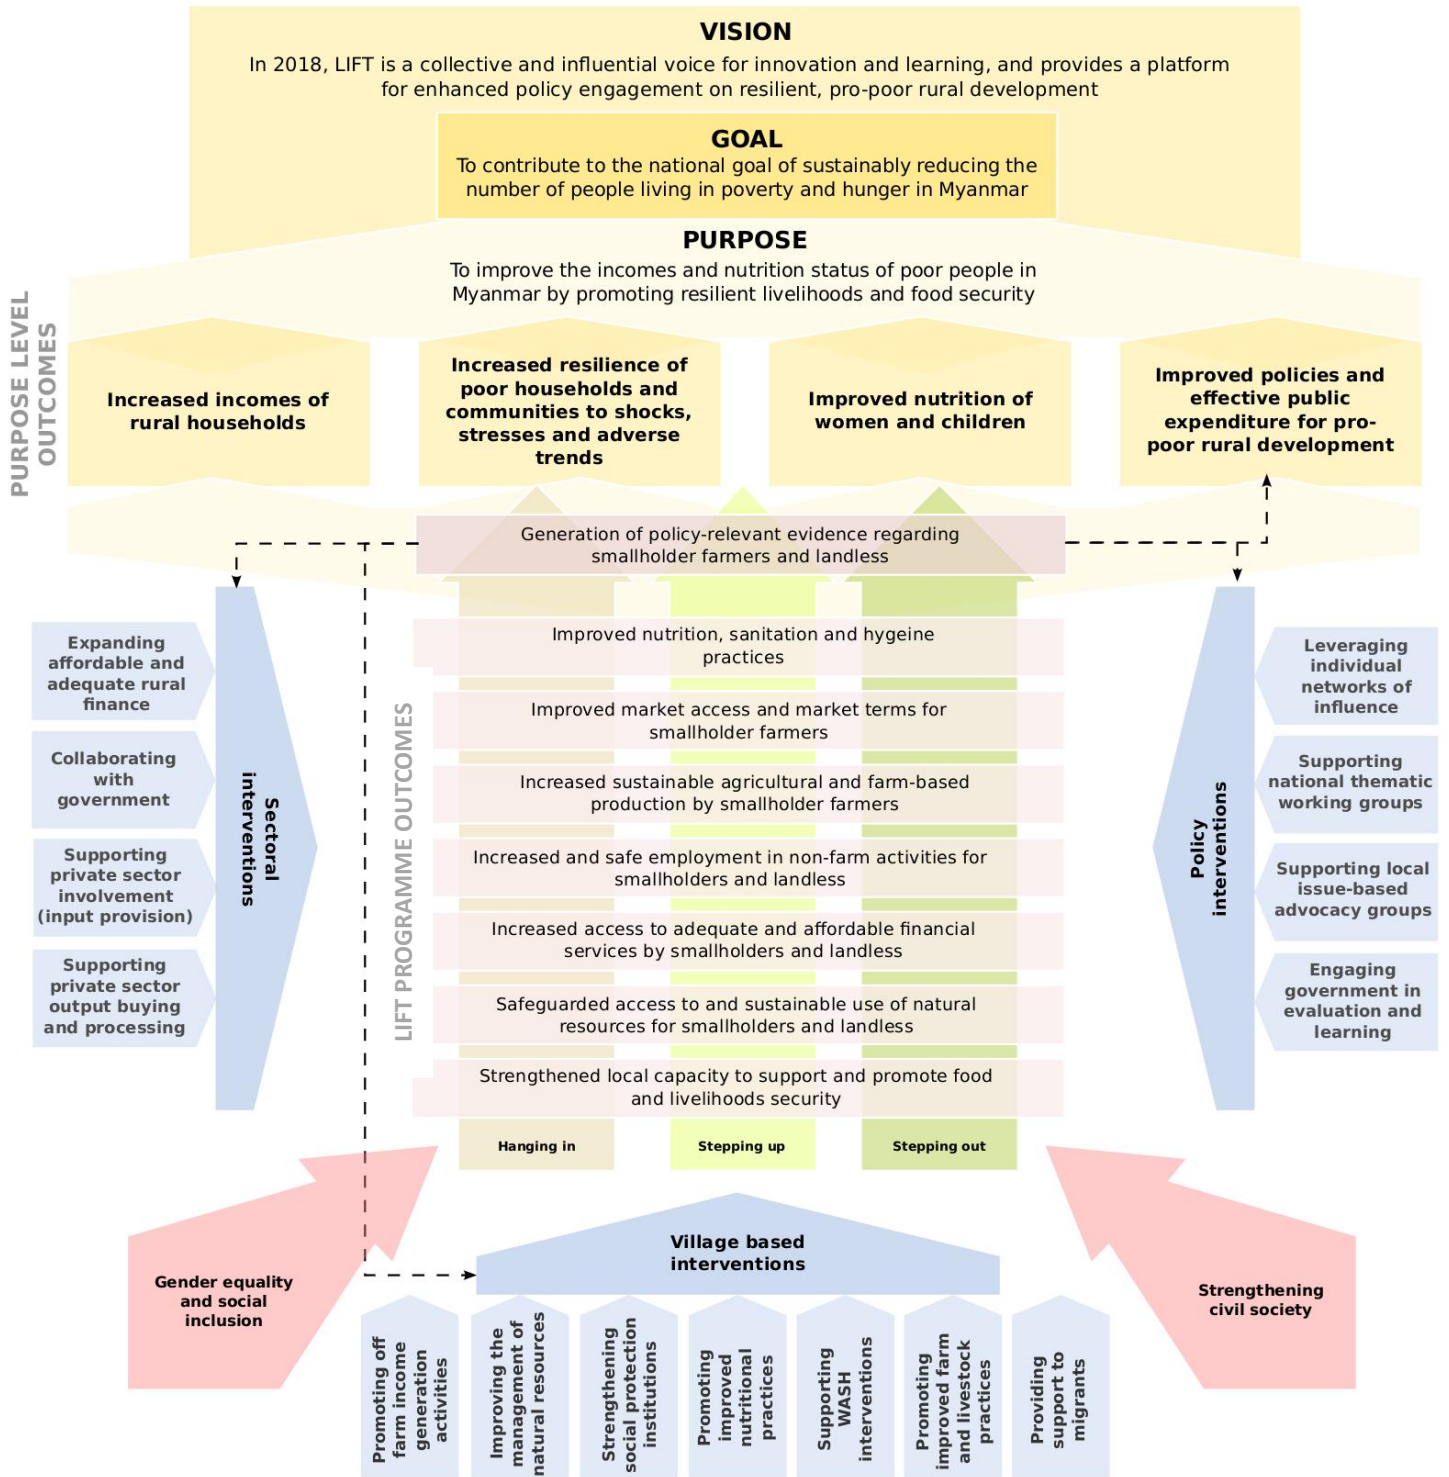 VISION
In 2018, LIFT is a collective and influential voice for innovation and learning, and provides a platform
for enhanced policy engagement on resilient, pro-poor rural development
GOAL
To contribute to the national goal of sustainably reducing the
number of people living in poverty and hunger in Myanmar
PURPOSE
To improve the incomes and nutrition status of poor people in
Myanmar by promoting resilient livelihoods and food security
PURPOSE LEVEL
OUTCOMES
Increased incomes of
rural households
Increased resilience of
poor households and
communities to shocks,
stresses and adverse
trends
Improved nutrition of
women and children
Improved policies and
effective public
expenditure for pro-
poor rural development
Generation of policy-relevant evidence regarding
smallholder farmers and landless
Improved nutrition, sanitation and hygeine
practices
Improved market access and market terms for
smallholder farmers
Increased sustainable agricultural and farm-based
production by smallholder farmers
Increased and safe employment in non-farm activities for
smallholders and landless
Increased access to adequate and affordable financial
services by smallholders and landless
Safeguarded access to and sustainable use of natural
resources for smallholders and landless
Strengthened local capacity to support and promote food
and livelihoods security
LIFT PROGRAMME OUTCOMES
Hanging in
Stepping up
Stepping out
Expanding
affordable and
adequate rural
finance
Collaborating
with
government
Supporting
private sector
involvement
(input provision)
Supporting
private sector
output buying
and processing
Sectoral
interventions
Policy
interventions
Leveraging
individual
networks of
influence
Supporting
national thematic
working groups
Supporting local
issue-based
advocacy groups
Engaging
government in
evaluation and
learning
Gender equality
and social
inclusion
Village based
interventions
Strengthening
civil society
Promoting off
farm income
generation
activities
Improving the
management of
natural resources
Strengthening
social protection
institutions
Promoting
improved
nutritional
practices
Supporting
WASH
interventions
Promoting
improved farm
and livestock
practices
Providing
support to
migrants